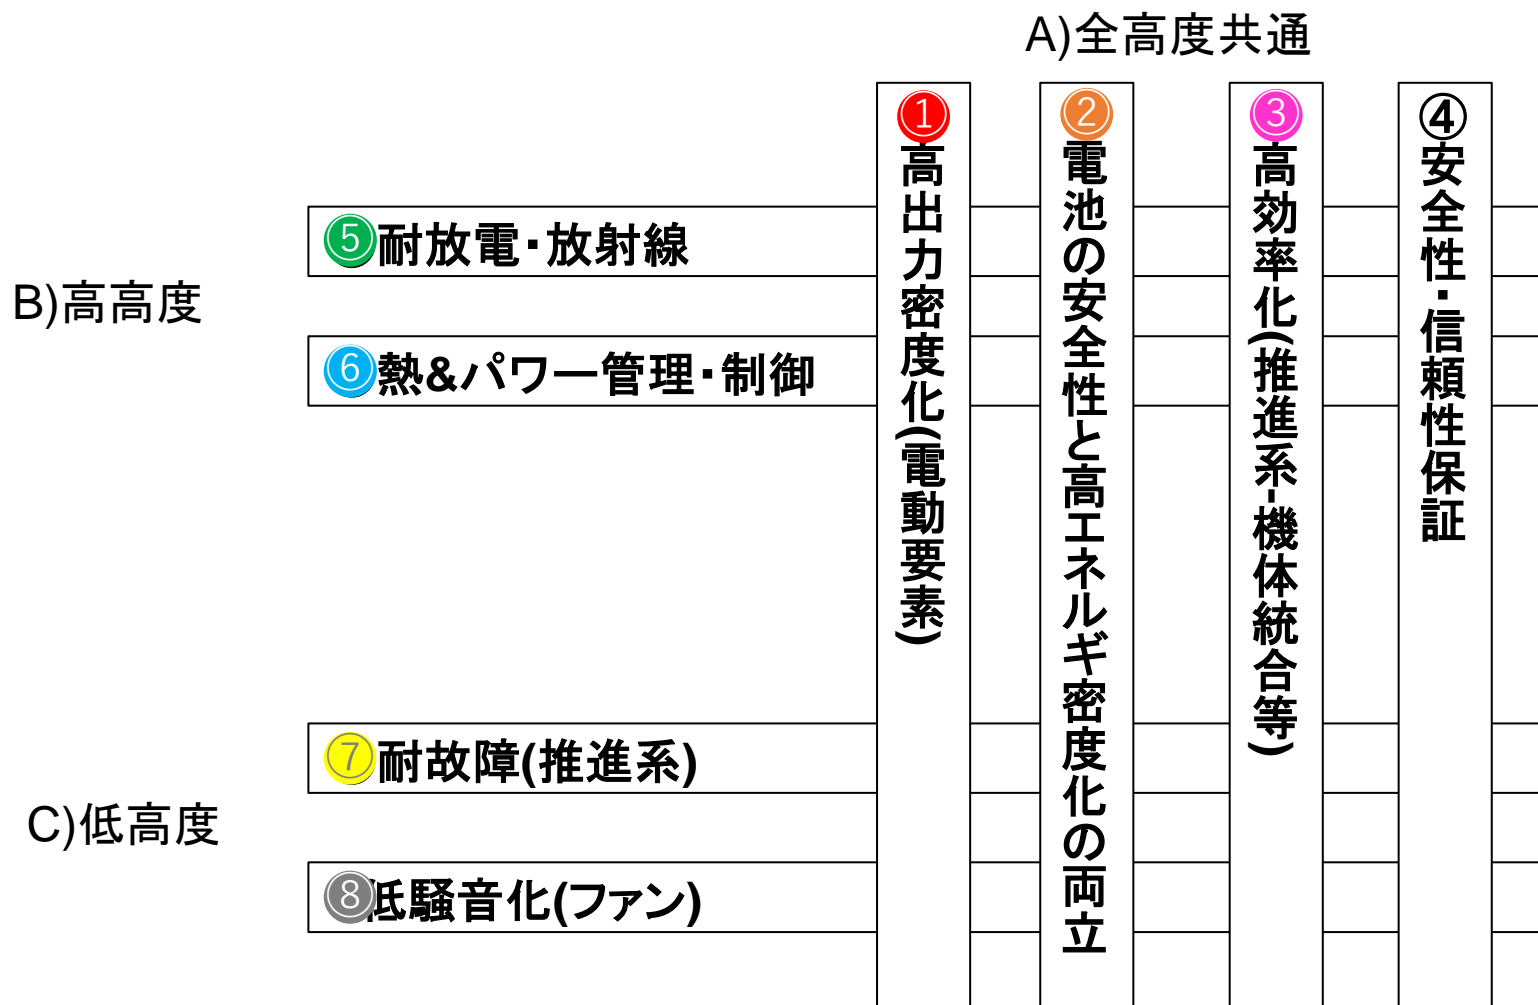 A)全高度共通
①高出力密度化(電動要素)
②電池の安全性と高エネルギ密度化の両立
③高効率化(推進系-機体統合等)
④安全性・信頼性保証
B)高高度
⑤耐放電・放射線
⑥熱&パワー管理・制御
C)低高度
⑦耐故障(推進系)
⑧低騒音化(ファン)